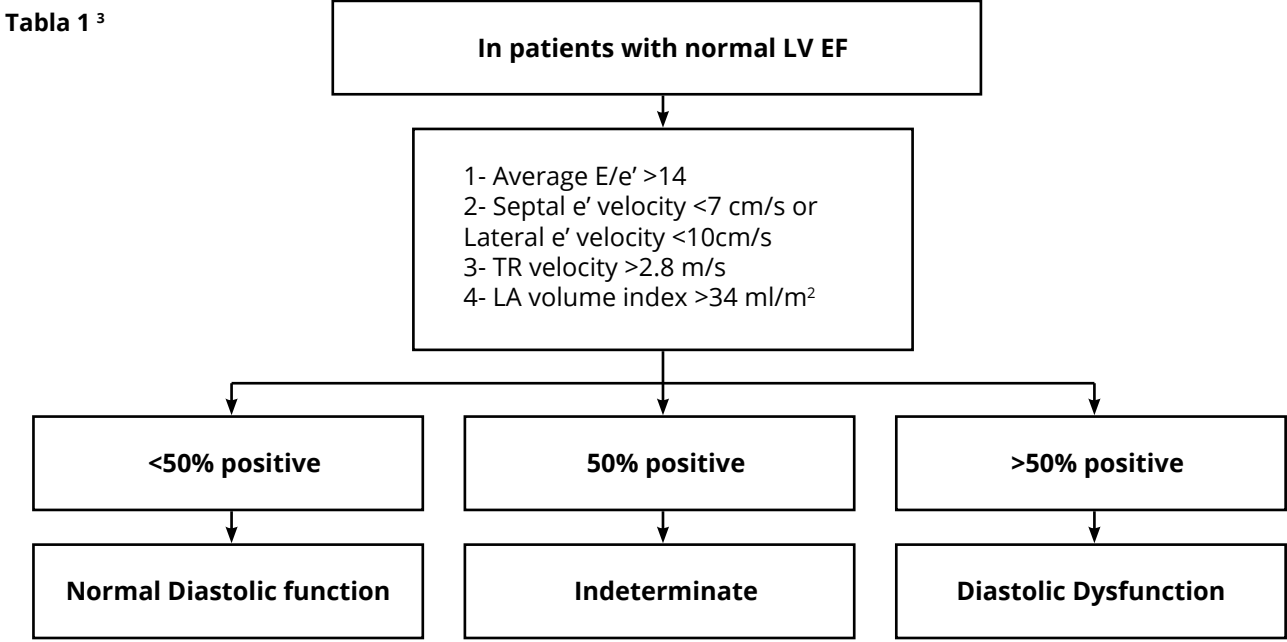 Tabla 1 ³
In patients with normal LV EF
1- Average E/e’ >14
2- Septal e’ velocity <7 cm/s or
Lateral e’ velocity <10cm/s
3- TR velocity >2.8 m/s
4- LA volume index >34 ml/m²
<50% positive
50% positive
>50% positive
Normal Diastolic function
Indeterminate
Diastolic Dysfunction